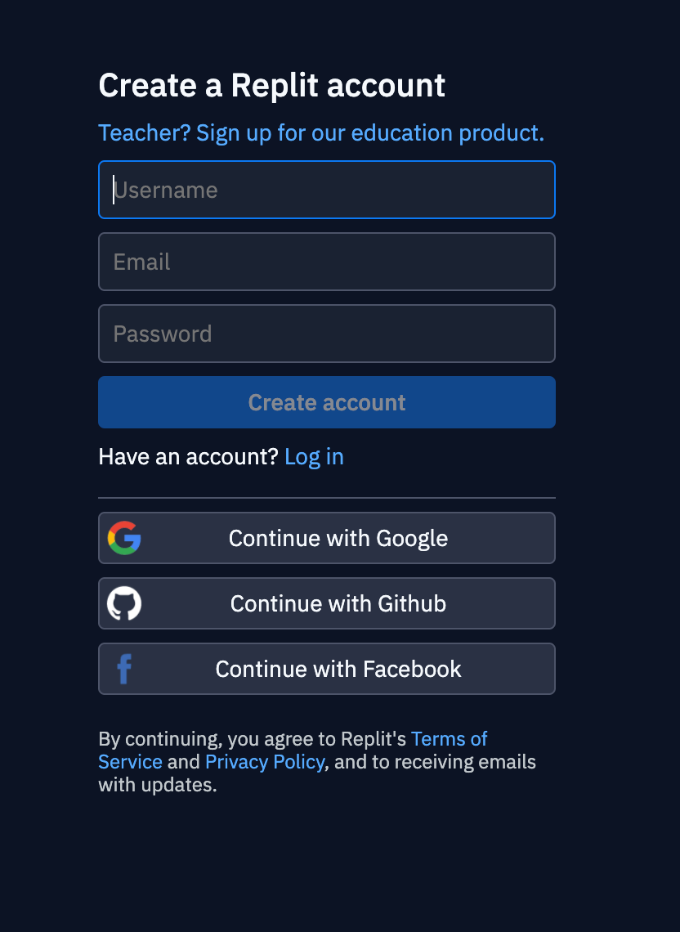 Create a Replit account
Teacher? Sign up for our education product.
Username
Email
Password
Create account
Have an account? Log in
Continue with Google
Continue with Github
Continue with Facebook
By continuing, you agree to Replit's Terms of
Service and Privacy Policy, and to receiving emails
with updates.